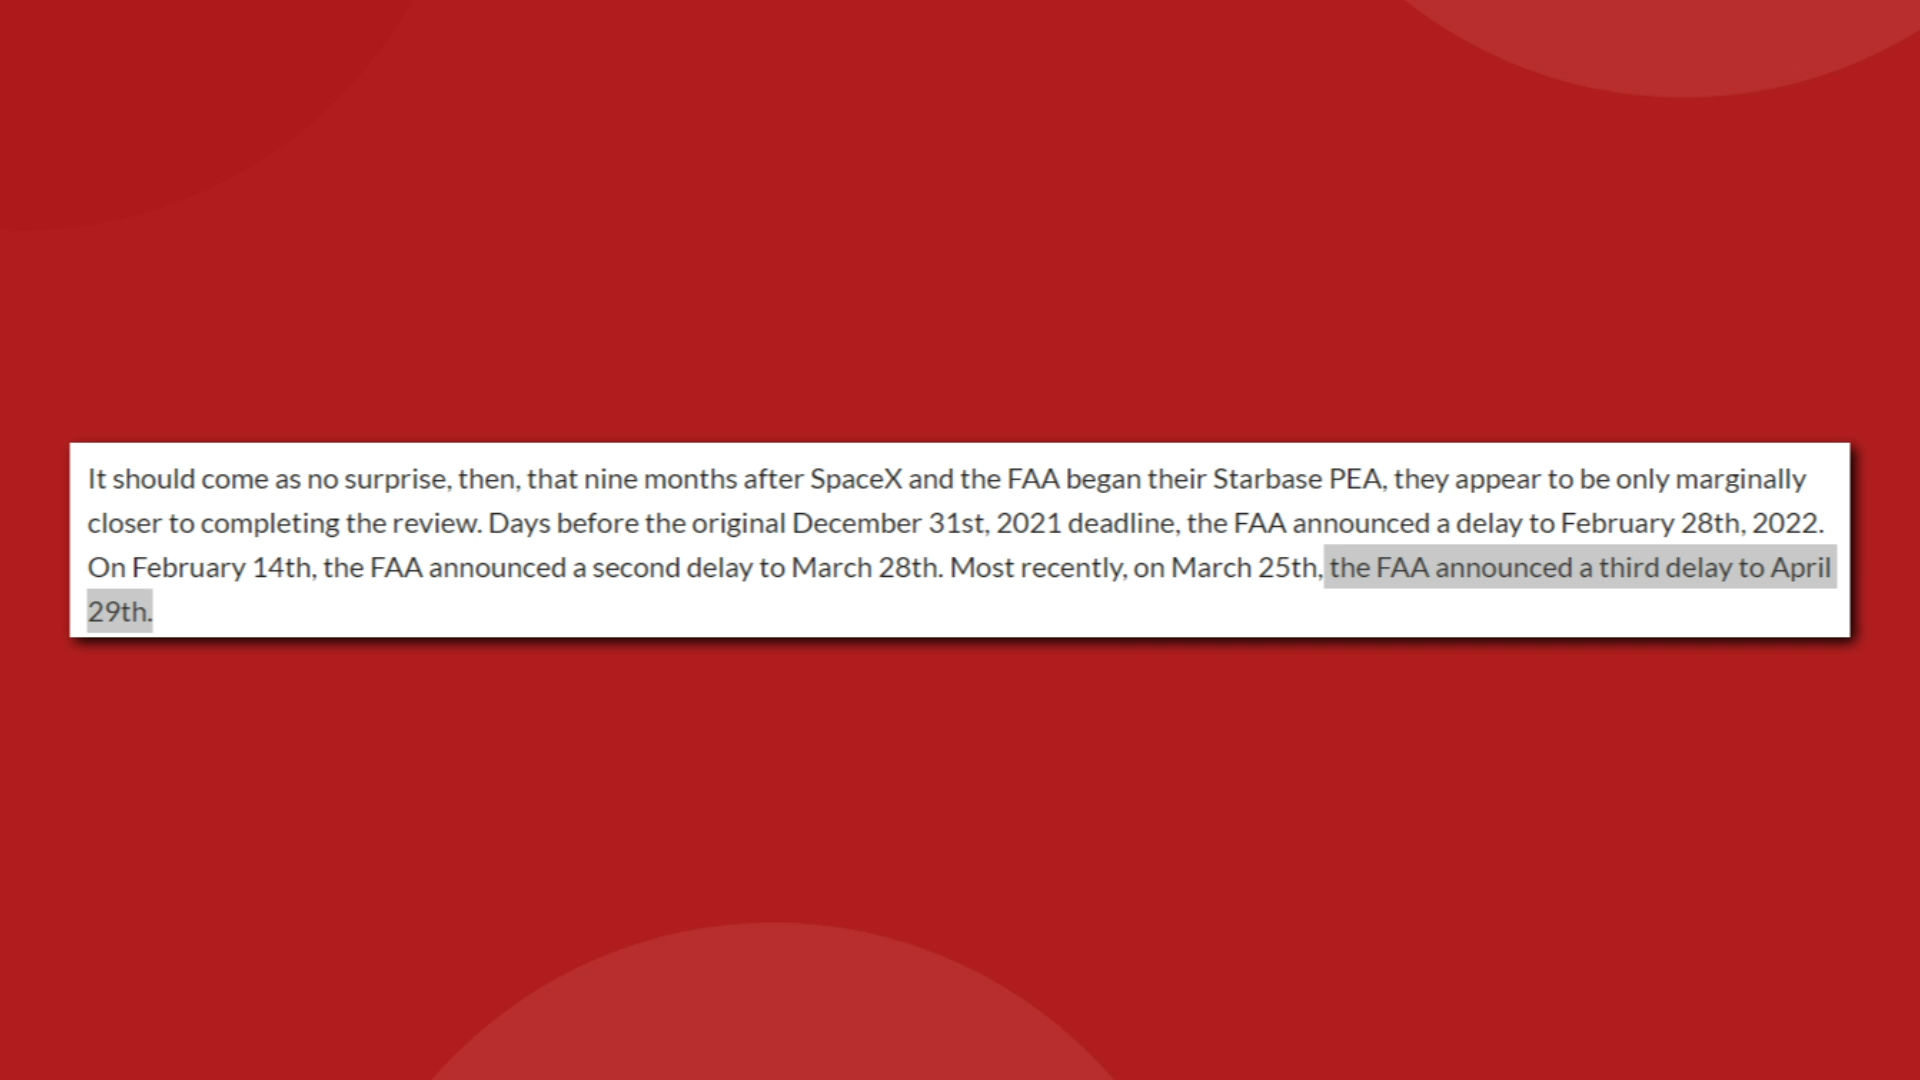 It should come as no surprise, then, that nine months after SpaceX and the FAA began their Starbase PEA, they appear to be only marginally
closer to completing the review. Days before the original December 31st, 2021 deadline, the FAA announced a delay to February 28th, 2022.
On February 14th, the FAA announced a second delay to March 28th. Most recently, on March 25th, the FAA announced a third delay to April
29th.